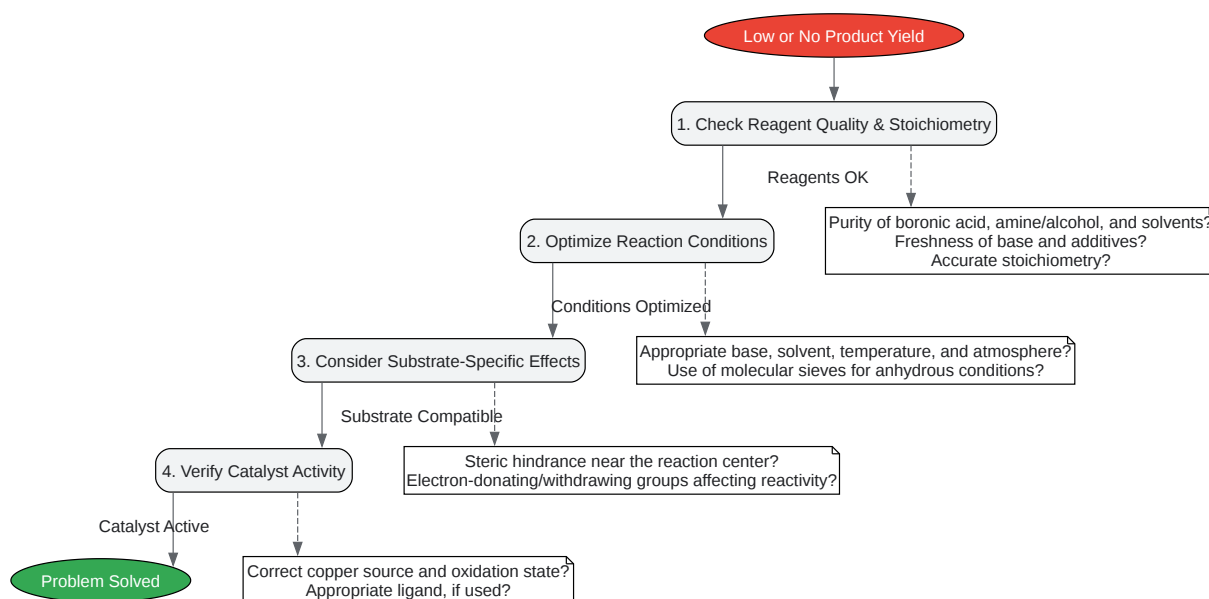 Low or No Product Yield
1. Check Reagent Quality & Stoichiometry
Reagents OK
Purity of boronic acid, amine/alcohol, and solvents?
Freshness of base and additives?
Accurate stoichiometry?
2. Optimize Reaction Conditions
Conditions Optimized
Appropriate base, solvent, temperature, and atmosphere?
Use of molecular sieves for anhydrous conditions?
3. Consider Substrate-Specific Effects
Substrate Compatible
Steric hindrance near the reaction center?
Electron-donating/withdrawing groups affecting reactivity?
4. Verify Catalyst Activity
Catalyst Active
Correct copper source and oxidation state?
Appropriate ligand, if used?
Problem Solved